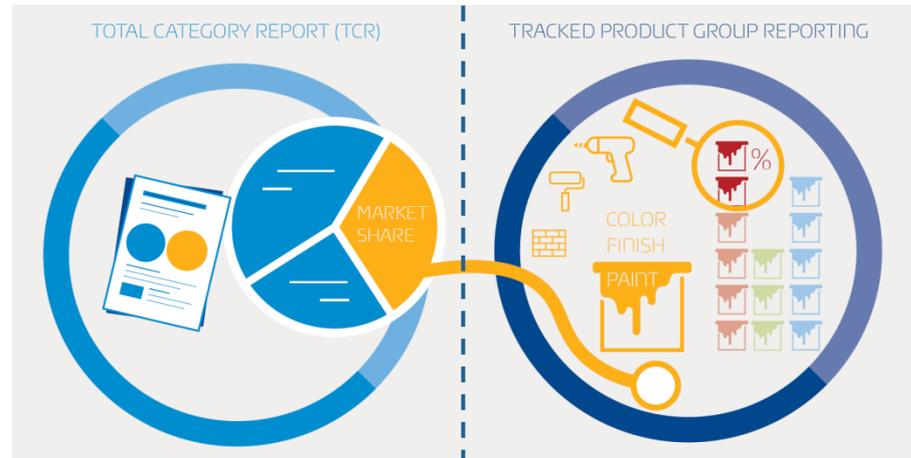 TOTAL CATEGORY REPORT (TCR)
MARKET
SHARE
TRACKED PRODUCT GROUP REPORTING
%
COLOR
FINISH
PAINT